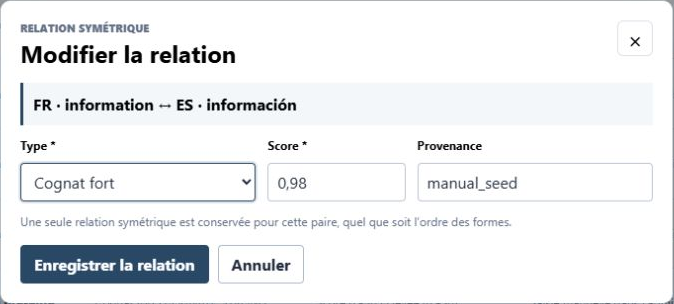 RELATION SYMÉTRIQUE
Modifier la relation
×
FR · information ↔ ES · información
Type * Score * Provenance
Cognat fort 0,98 manual_seed
Une seule relation symétrique est conservée pour cette paire, quel que soit l'ordre des formes.
Enregistrer la relation Annuler